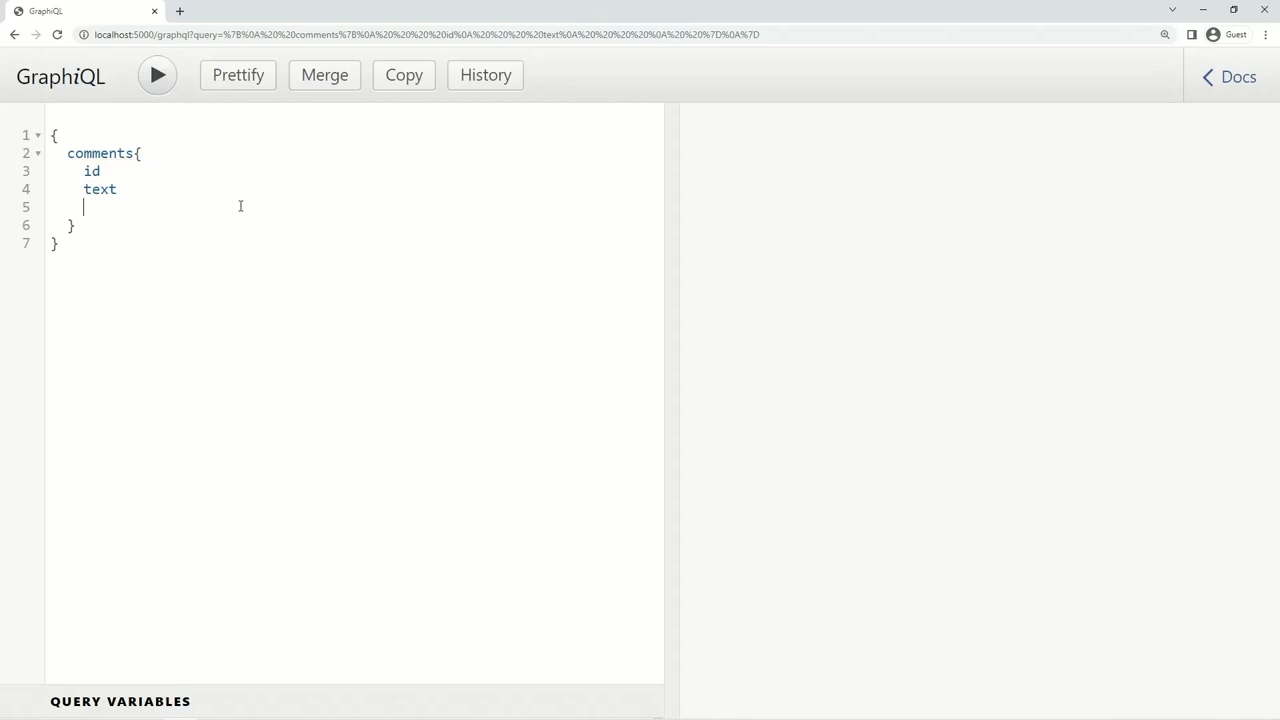 GraphiQL
localhost:5000/graphql?query=%7B%0A%20%20comments%7B%0A%20%20%20%20id%0A%20%20%20%20text%0A%20%20%20%20%0A%20%20%7D%0A%7D
Guest
GraphiQL
Prettify
Merge
Copy
History
Docs
1 {
2 comments{
3 id
4 text
5
6 }
7 }
QUERY VARIABLES